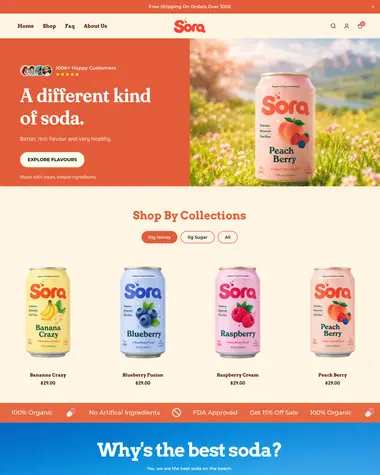 Free Shipping On Orders Over $100
Home Shop Faq About Us
Sora
100K+ Happy Customers
A different kind
of soda.
Better, rich flavour and very healthy.
EXPLORE FLAVOURS
Made with clean, simple ingredients
Sora
Peach
Berry
Shop By Collections
0g Sugar
All
Sora
Banana
Crazy
Sora
Blueberry
Sora
Raspberry
Sora
Peach
Berry
Bananna Crazy
$29.00
Blueberry Fusion
$29.00
Raspberry Cream
$29.00
Peach Berry
$29.00
100% Organic No Artifical Ingredients FDA Approved Get 15% Off Sale 100% Organic
Why's the best soda?
Yes, we are the best soda on the beach.